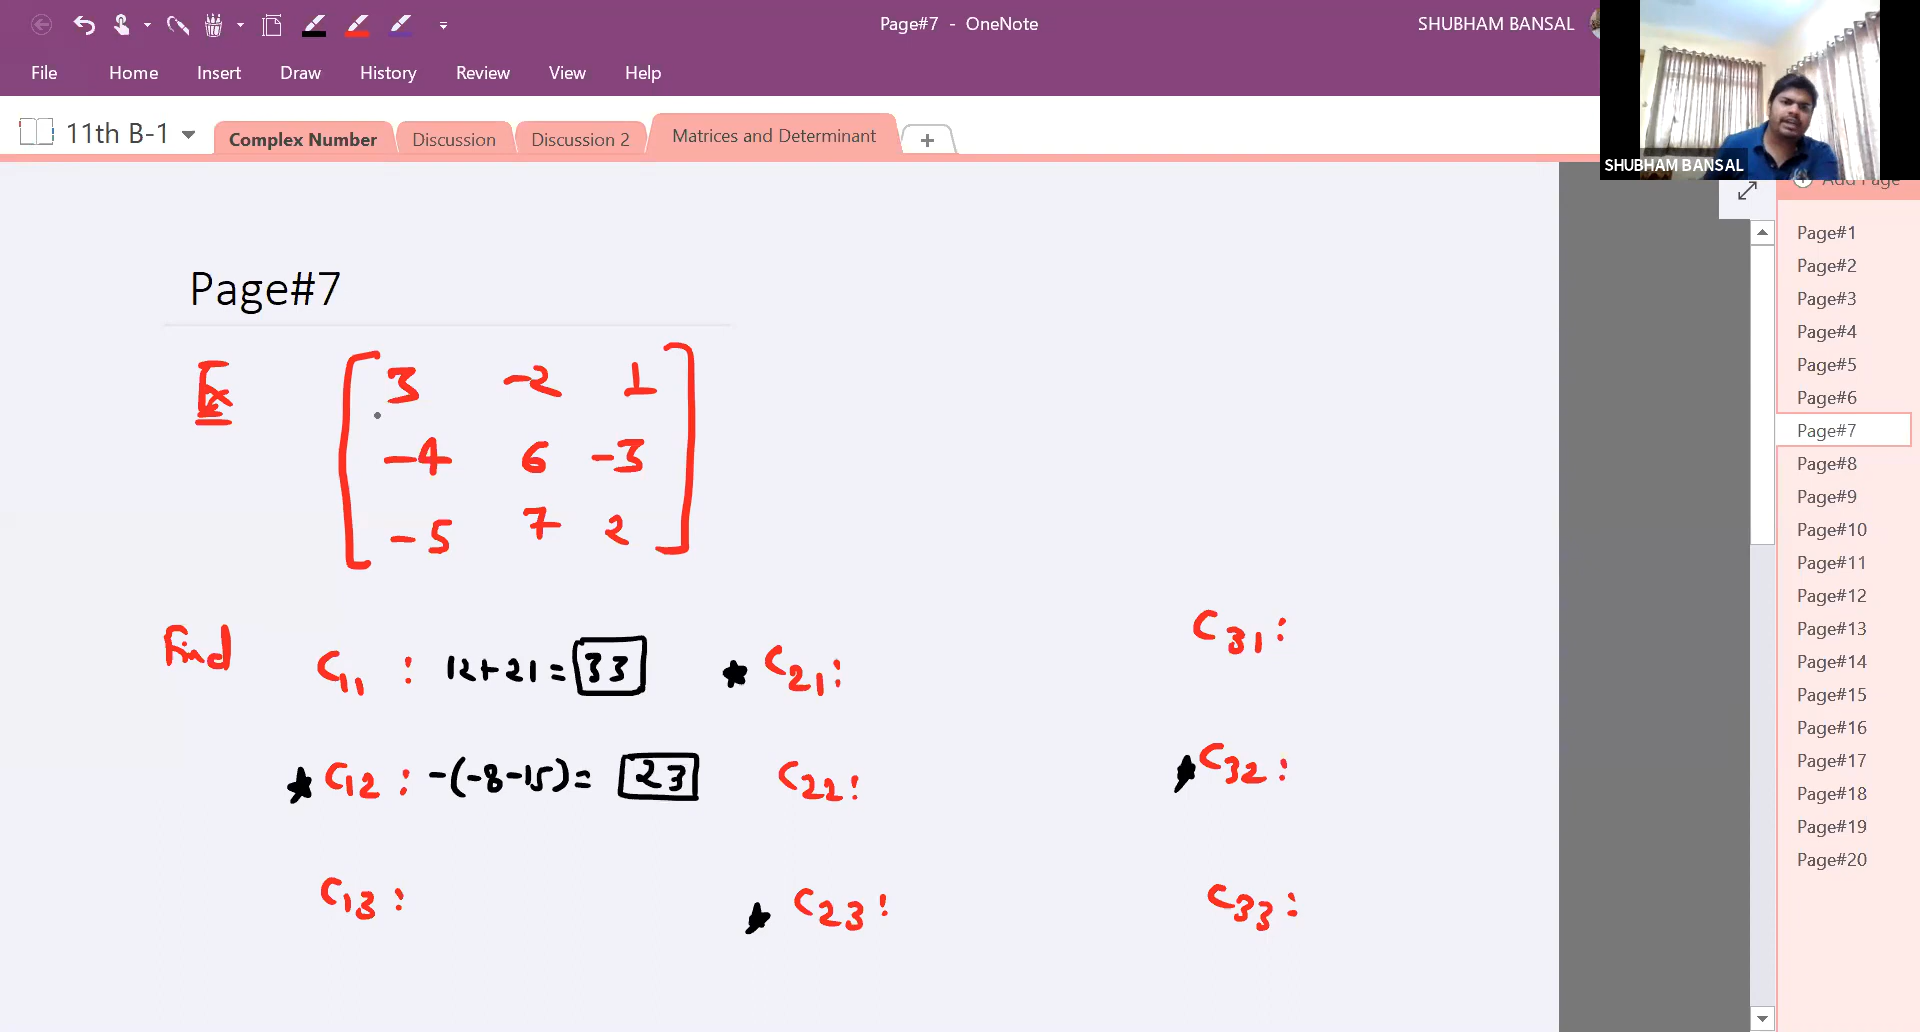 Page#7 - OneNote
SHUBHAM BANSAL
File Home Insert Draw History Review View Help
11th B-1
Complex Number
Discussion
Discussion 2
Matrices and Determinant
SHUBHAM BANSAL
Add Page
Page#1
Page#2
Page#3
Page#4
Page#5
Page#6
Page#7
Page#8
Page#9
Page#10
Page#11
Page#12
Page#13
Page#14
Page#15
Page#16
Page#17
Page#18
Page#19
Page#20
Page#7
Ex
3 -2 1
-4 6 -3
-5 7 2
Find
C11 : 12+21 = 33
★ C12 : -(-8-15) = 23
C13 :
★ C21 :
C22 :
★ C23 :
C31 :
★ C32 :
C33 :